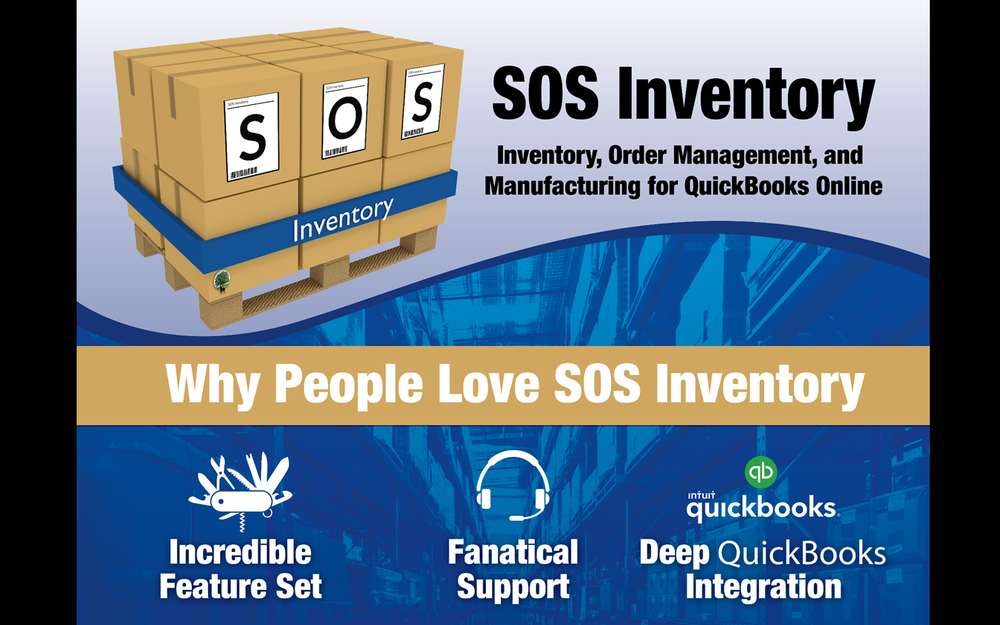 SOS Inventory
Inventory, Order Management, and
Manufacturing for QuickBooks Online
S
O
S
Inventory
Why People Love SOS Inventory
Incredible
Feature Set
Fanatical
Support
qb
intuit
quickbooks
Deep QuickBooks
Integration